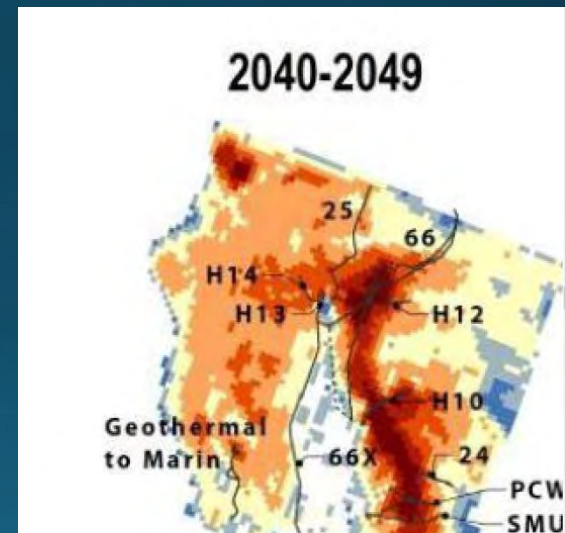 2040-2049
25
66
H14
H13
H12
H10
Geothermal
to Marin
66X
24
PCW
SMU